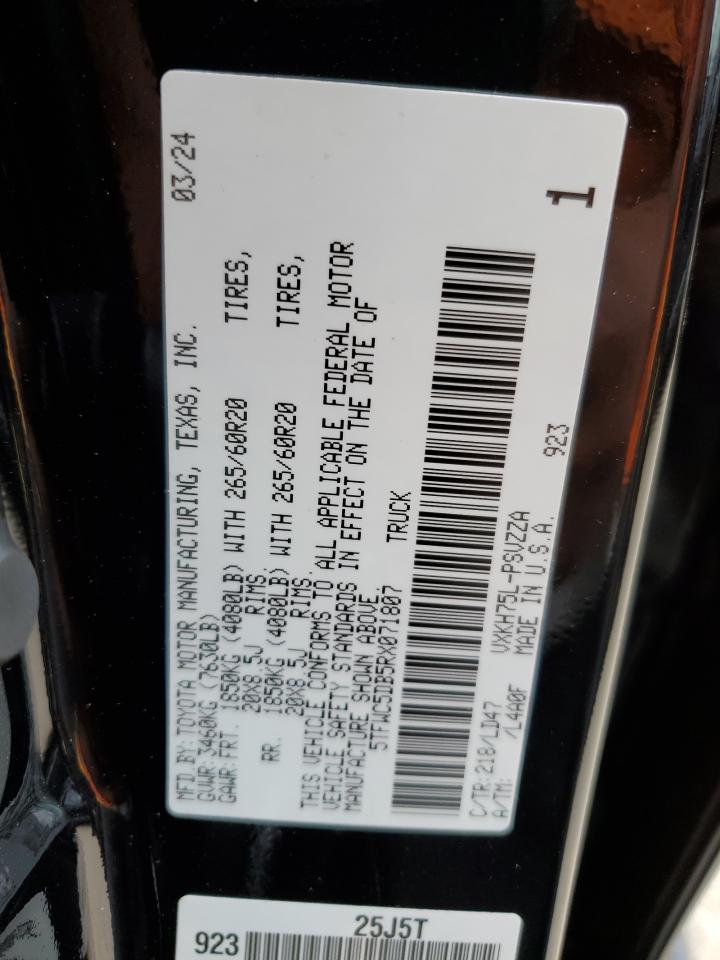 MFD BY: TOYOTA MOTOR MANUFACTURING, TEXAS, INC. 03/24
GVWR: 3460KG (7630LB)
GAWR: FRT. 1850KG (4080LB) WITH 265/60R20 TIRES,
20X8.5J RIMS.
RR. 1850KG (4080LB) WITH 265/60R20 TIRES,
20X8.5J RIMS.
THIS VEHICLE CONFORMS TO ALL APPLICABLE FEDERAL MOTOR
VEHICLE SAFETY STANDARDS IN EFFECT ON THE DATE OF
MANUFACTURE SHOWN ABOVE.
5TFWC5DB5RX071807 TRUCK
C/TR: 218/LD47 VXKH75L-PSVZZA 923
A/TM: /L4A0F MADE IN U.S.A. 1
25J5T
923